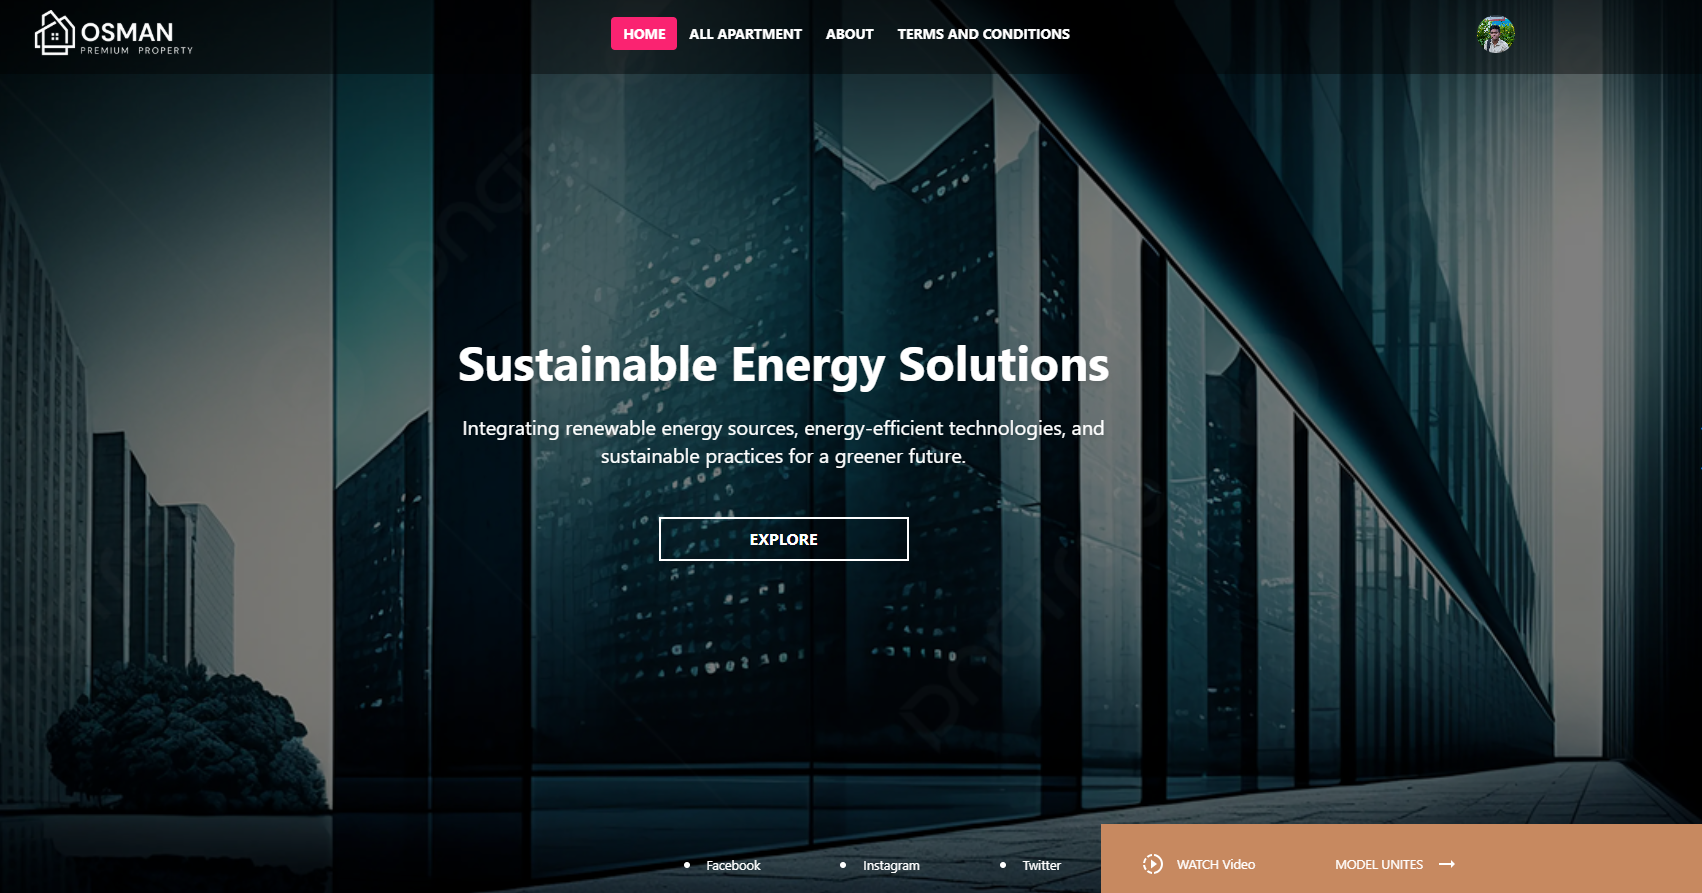 OSMAN
PREMIUM PROPERTY
HOME
ALL APARTMENT
ABOUT
TERMS AND CONDITIONS
Sustainable Energy Solutions
Integrating renewable energy sources, energy-efficient technologies, and
sustainable practices for a greener future.
EXPLORE
Facebook
Instagram
Twitter
WATCH Video
MODEL UNITES